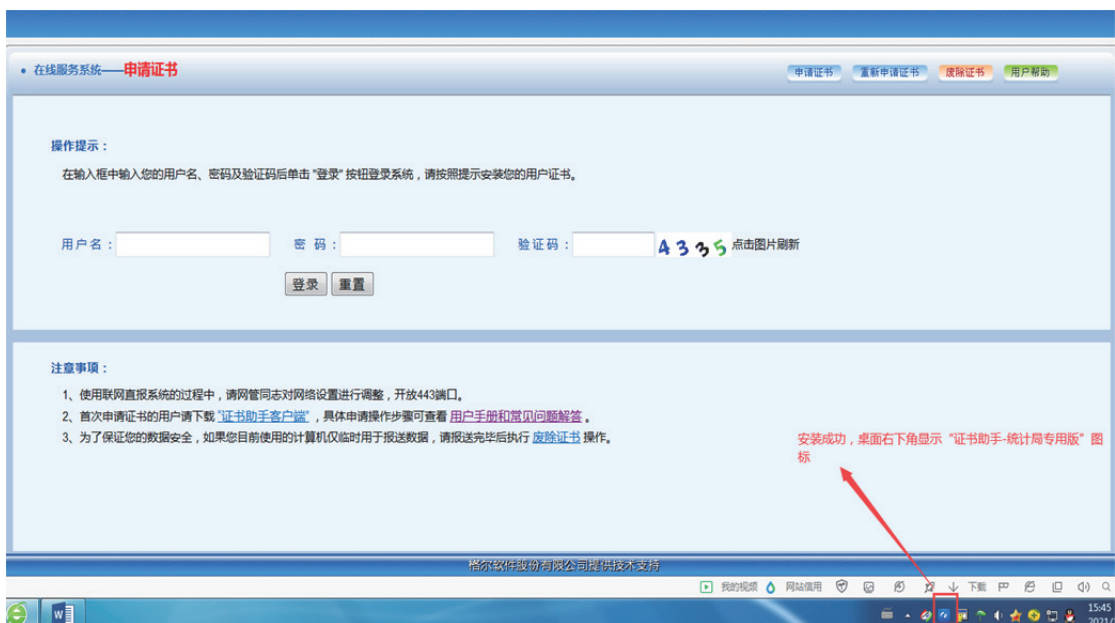 • 在线服务系统——申请证书
申请证书 重新申请证书 废除证书 用户帮助
操作提示：
在输入框中输入您的用户名、密码及验证码后单击 "登录" 按钮登录系统，请按照提示安装您的用户证书。
用户名： 密 码： 验证码： 4335 点击图片刷新
登录 重置
注意事项：
1、使用联网直报系统的过程中，请网管同志对网络设置进行调整，开放443端口。
2、首次申请证书的用户请下载 "证书助手客户端" ，具体申请操作步骤可查看 用户手册和常见问题解答 。
3、为了保证您的数据安全，如果您目前使用的计算机仅临时用于报送数据，请报送完毕后执行 废除证书 操作。
安装成功，桌面右下角显示 "证书助手-统计局专用版" 图
标
格尔软件股份有限公司提供技术支持
我的视频 网站信用 下载
15:45